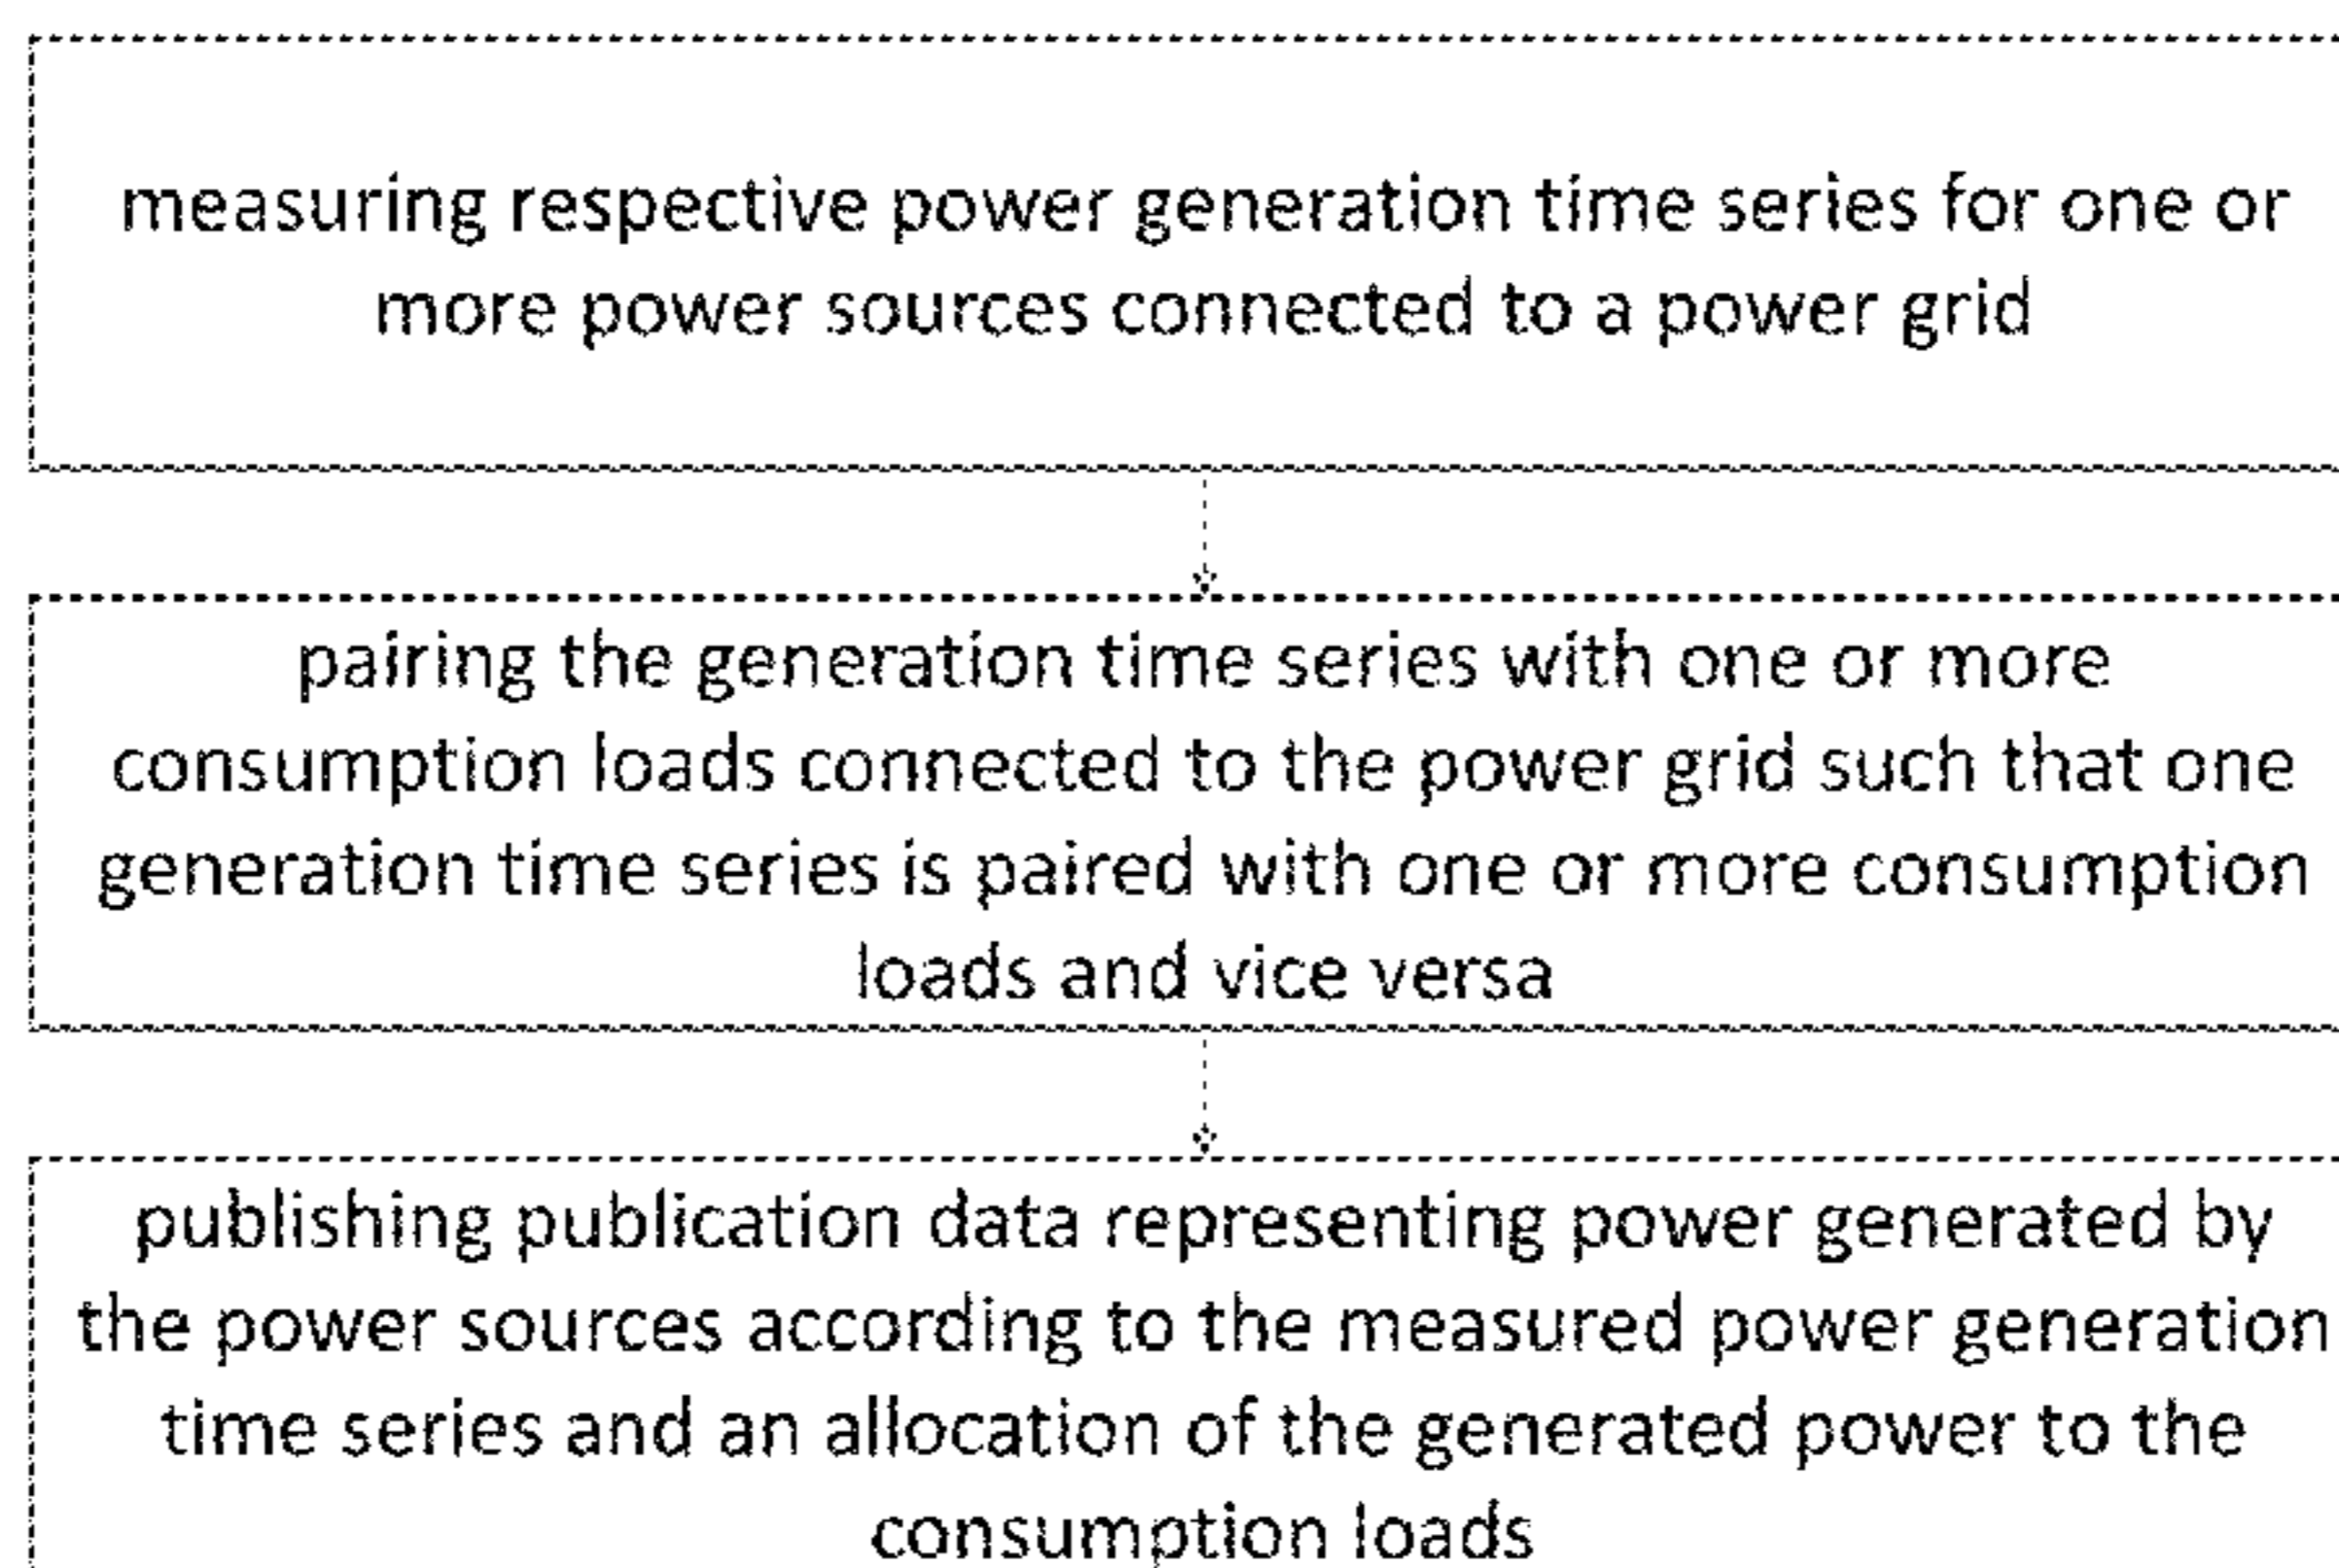 measuring respective power generation time series for one or
more power sources connected to a power grid
pairing the generation time series with one or more
consumption loads connected to the power grid such that one
generation time series is paired with one or more consumption
loads and vice versa
publishing publication data representing power generated by
the power sources according to the measured power generation
time series and an allocation of the generated power to the
consumption loads